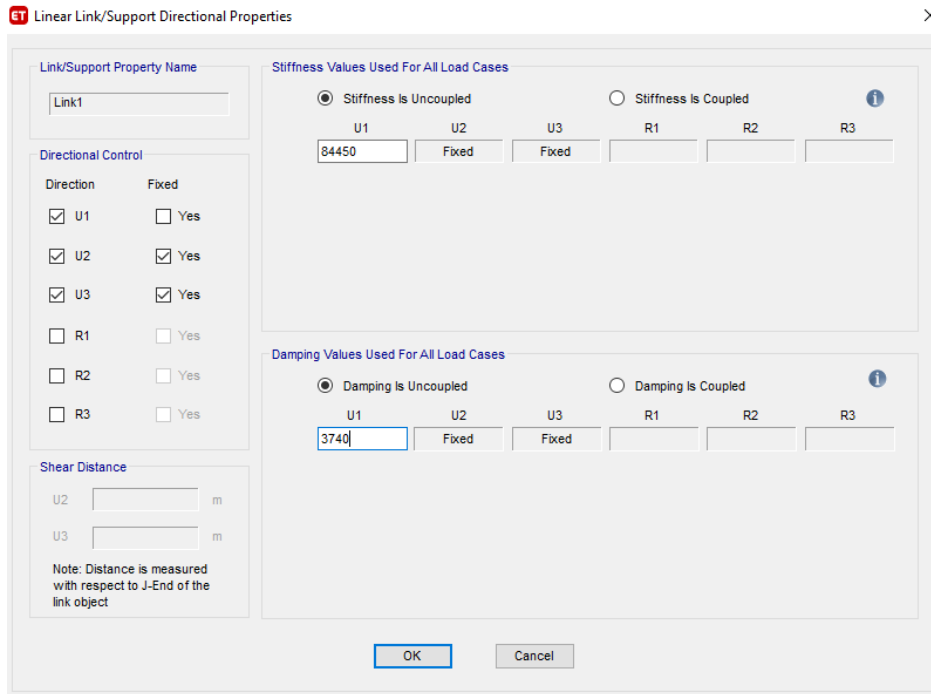 ET Linear Link/Support Directional Properties
Link/Support Property Name
Link1
Directional Control
Direction Fixed
U1 Yes
U2 Yes
U3 Yes
R1 Yes
R2 Yes
R3 Yes
Shear Distance
U2 m
U3 m
Note: Distance is measured
with respect to J-End of the
link object
Stiffness Values Used For All Load Cases
Stiffness Is Uncoupled Stiffness Is Coupled i
U1 U2 U3 R1 R2 R3
84450 Fixed Fixed
Damping Values Used For All Load Cases
Damping Is Uncoupled Damping Is Coupled i
U1 U2 U3 R1 R2 R3
3740 Fixed Fixed
OK Cancel